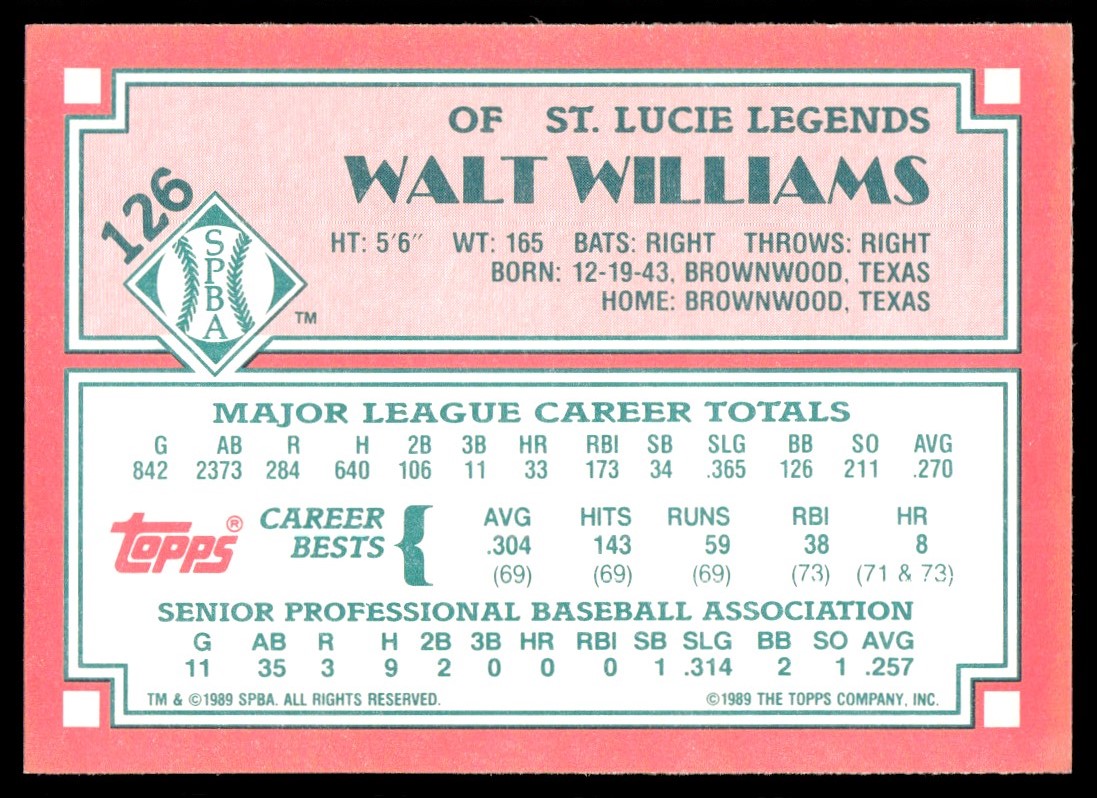 126
SPBA
TM
OF ST. LUCIE LEGENDS
WALT WILLIAMS
HT: 5'6" WT: 165 BATS: RIGHT THROWS: RIGHT
BORN: 12-19-43, BROWNWOOD, TEXAS
HOME: BROWNWOOD, TEXAS
MAJOR LEAGUE CAREER TOTALS
G AB R H 2B 3B HR RBI SB SLG BB SO AVG
842 2373 284 640 106 11 33 173 34 .365 126 211 .270
topps® CAREER BESTS
AVG HITS RUNS RBI HR
.304 143 59 38 8
(69) (69) (69) (73) (71 & 73)
SENIOR PROFESSIONAL BASEBALL ASSOCIATION
G AB R H 2B 3B HR RBI SB SLG BB SO AVG
11 35 3 9 2 0 0 0 1 .314 2 1 .257
TM & ©1989 SPBA. ALL RIGHTS RESERVED. ©1989 THE TOPPS COMPANY, INC.